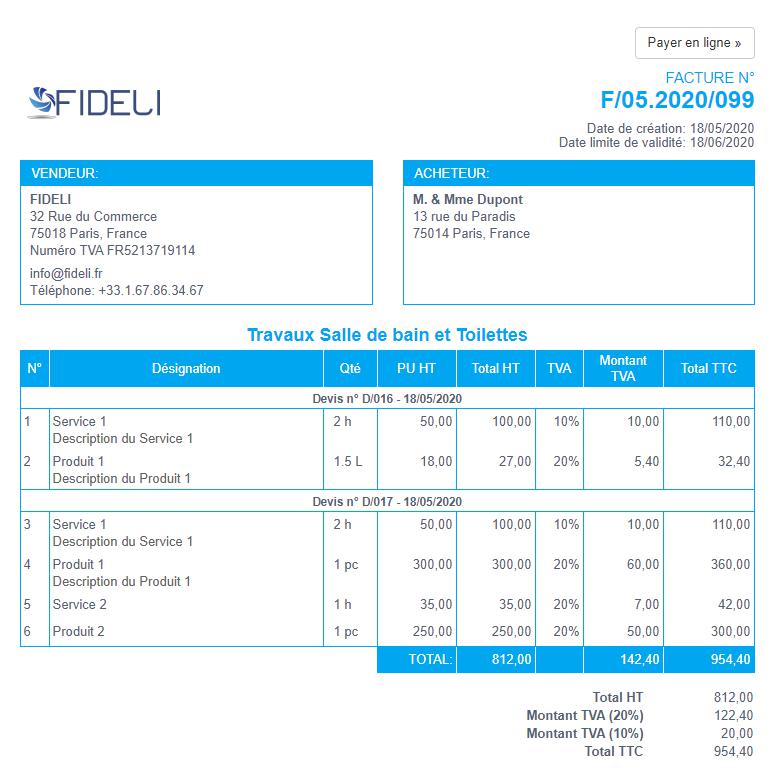 Payer en ligne »
FIDELI
FACTURE N°
F/05.2020/099
Date de création: 18/05/2020
Date limite de validité: 18/06/2020
VENDEUR:
FIDELI
32 Rue du Commerce
75018 Paris, France
Numéro TVA FR5213719114
info@fideli.fr
Téléphone: +33.1.67.86.34.67
ACHETEUR:
M. & Mme Dupont
13 rue du Paradis
75014 Paris, France
Travaux Salle de bain et Toilettes
N° Désignation Qté PU HT Total HT TVA Montant TVA Total TTC
Devis n° D/016 - 18/05/2020
1 Service 1 2 h 50,00 100,00 10% 10,00 110,00
Description du Service 1
2 Produit 1 1.5 L 18,00 27,00 20% 5,40 32,40
Description du Produit 1
Devis n° D/017 - 18/05/2020
3 Service 1 2 h 50,00 100,00 10% 10,00 110,00
Description du Service 1
4 Produit 1 1 pc 300,00 300,00 20% 60,00 360,00
Description du Produit 1
5 Service 2 1 h 35,00 35,00 20% 7,00 42,00
6 Produit 2 1 pc 250,00 250,00 20% 50,00 300,00
TOTAL: 812,00 142,40 954,40
Total HT 812,00
Montant TVA (20%) 122,40
Montant TVA (10%) 20,00
Total TTC 954,40